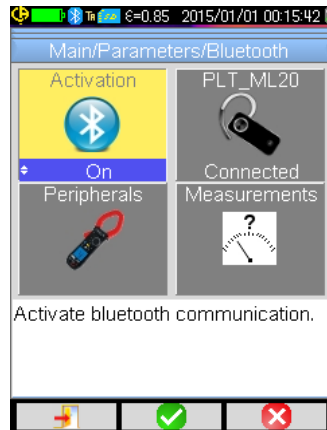 ε=0.85 2015/01/01 00:15:42
Main/Parameters/Bluetooth
Activation
PLT_ML20
On
Connected
Peripherals
Measurements
?
Activate bluetooth communication.